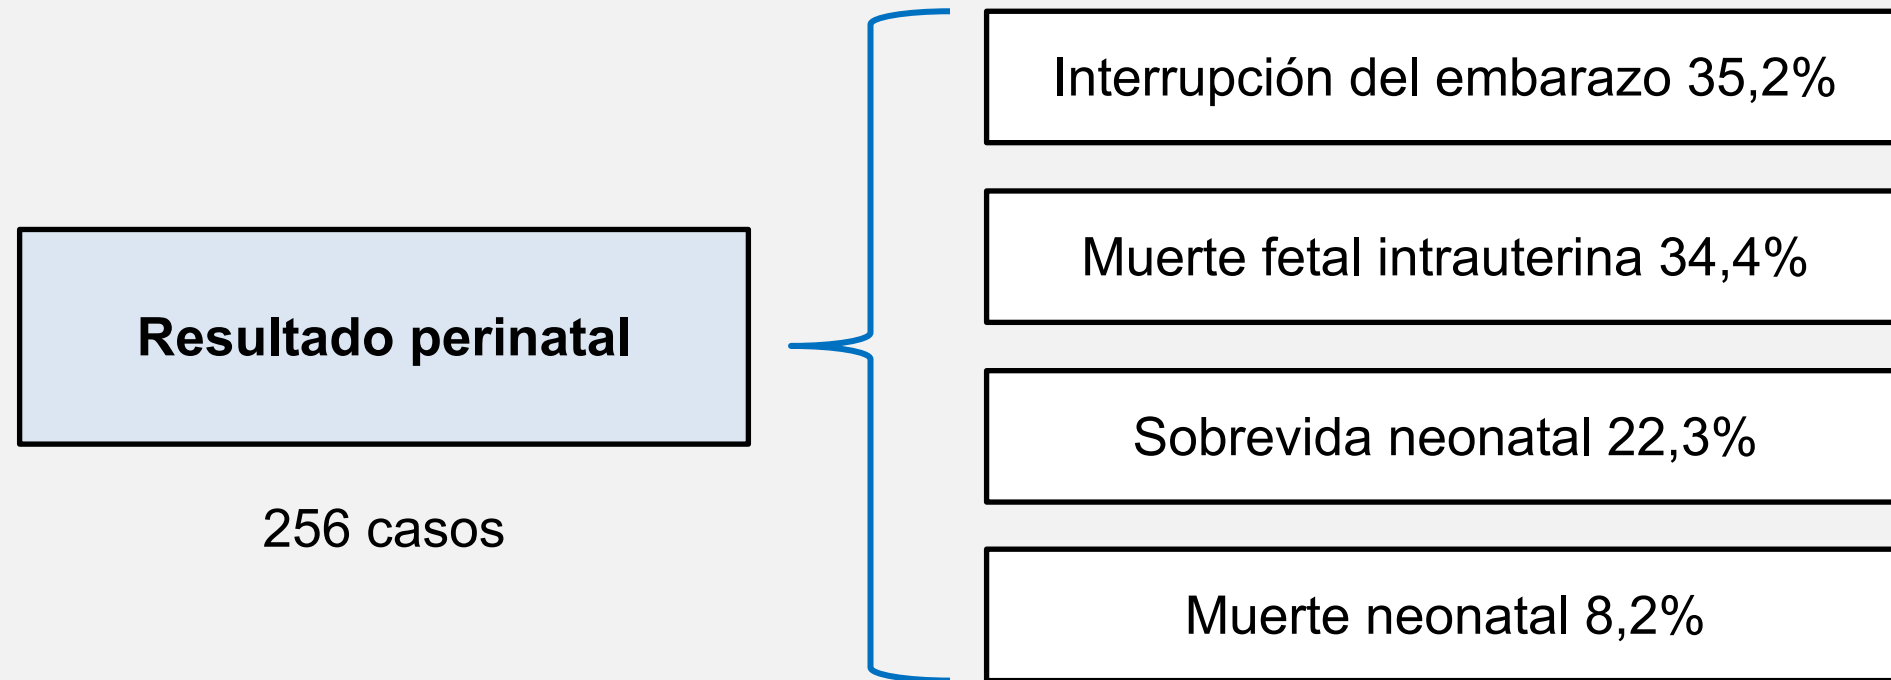 Resultado perinatal
256 casos
Interrupción del embarazo 35,2%
Muerte fetal intrauterina 34,4%
Sobrevida neonatal 22,3%
Muerte neonatal 8,2%